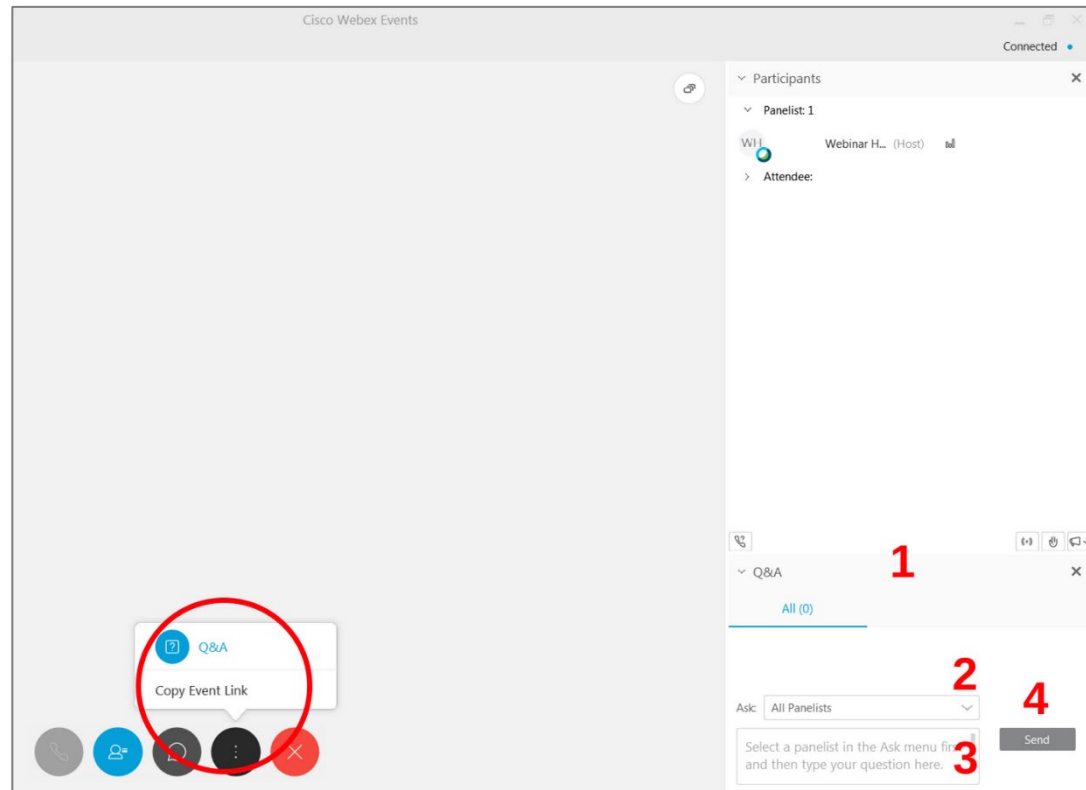 Cisco Webex Events
Connected
Participants
Panelist: 1
WH
Webinar H... (Host)
Attendee:
1
Q&A
All (0)
Q&A
Copy Event Link
2
4
Ask: All Panelists
Send
Select a panelist in the Ask menu
and then type your question here.
3